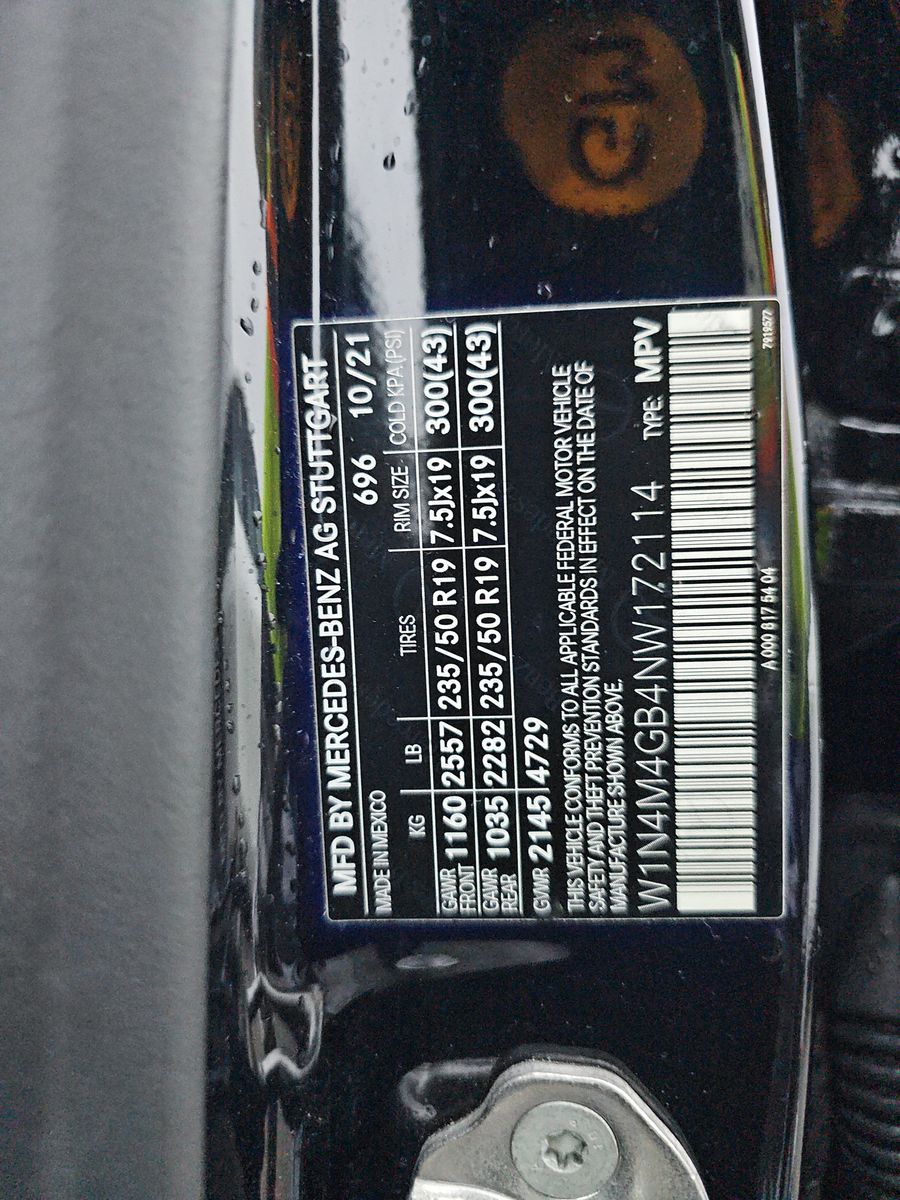 MFD BY MERCEDES-BENZ AG STUTTGART
MADE IN MEXICO 696 10/21
KG LB TIRES RIM SIZE COLD KPA(PSI)
GAWR FRONT 1160 2557 235/50 R19 7.5Jx19 300(43)
GAWR REAR 1035 2282 235/50 R19 7.5Jx19 300(43)
GVWR 2145 4729
THIS VEHICLE CONFORMS TO ALL APPLICABLE FEDERAL MOTOR VEHICLE
SAFETY AND THEFT PREVENTION STANDARDS IN EFFECT ON THE DATE OF
MANUFACTURE SHOWN ABOVE.
W1N4M4GB4NW172114 TYPE: MPV
A 000 817 54 04 7919577